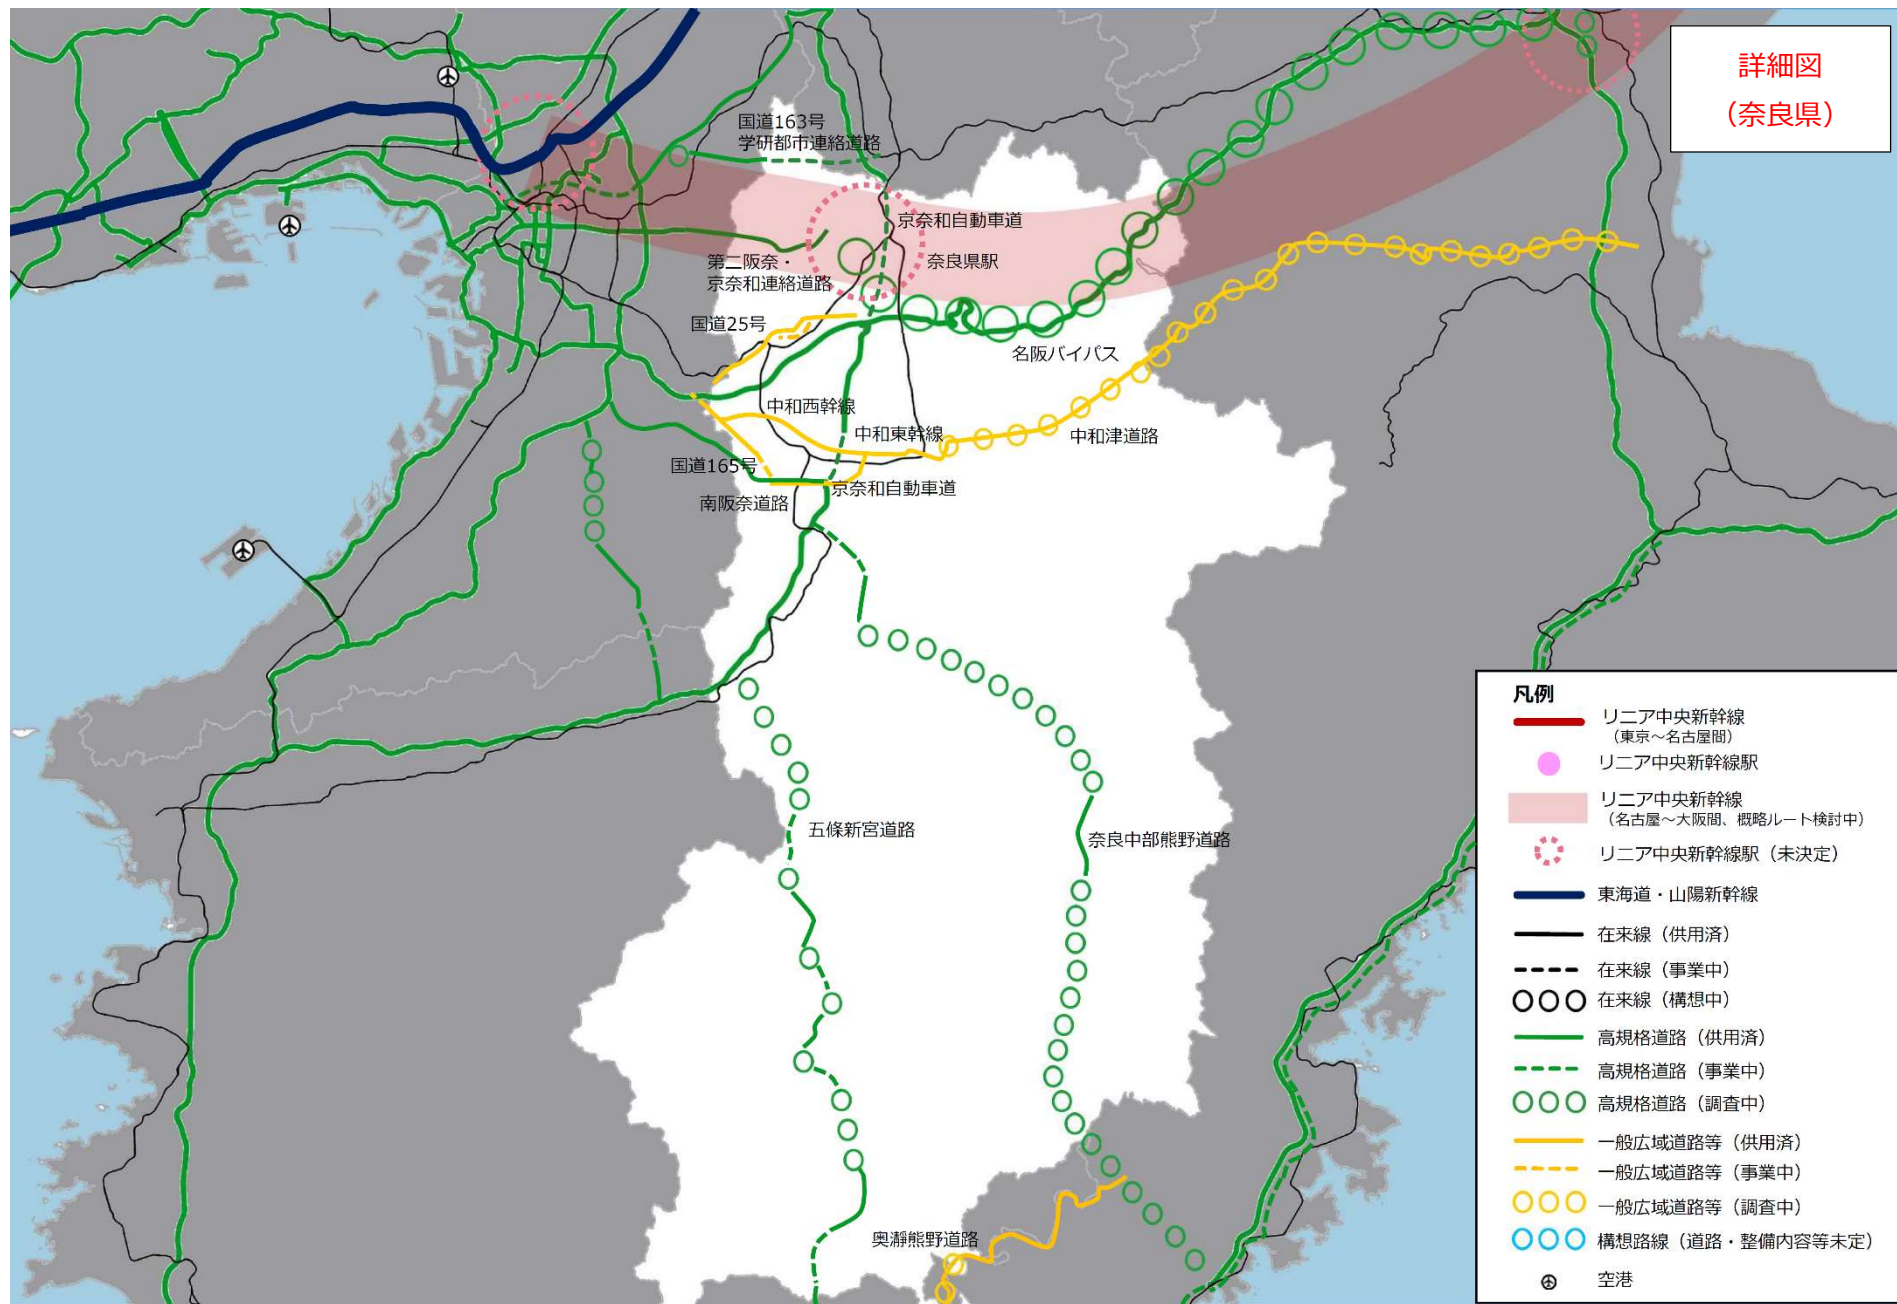 詳細図
（奈良県）
国道163号
学研都市連絡道路
京奈和自動車道
第二阪奈・
京奈和連絡道路
奈良県駅
国道25号
名阪バイパス
中和西幹線
中和東幹線
中和津道路
国道165号
京奈和自動車道
南阪奈道路
五條新宮道路
奈良中部熊野道路
奥瀞熊野道路
凡例
リニア中央新幹線
（東京～名古屋間）
リニア中央新幹線駅
リニア中央新幹線
（名古屋～大阪間、概略ルート検討中）
リニア中央新幹線駅（未決定）
東海道・山陽新幹線
在来線（供用済）
在来線（事業中）
在来線（構想中）
高規格道路（供用済）
高規格道路（事業中）
高規格道路（調査中）
一般広域道路等（供用済）
一般広域道路等（事業中）
一般広域道路等（調査中）
構想路線（道路・整備内容等未定）
空港